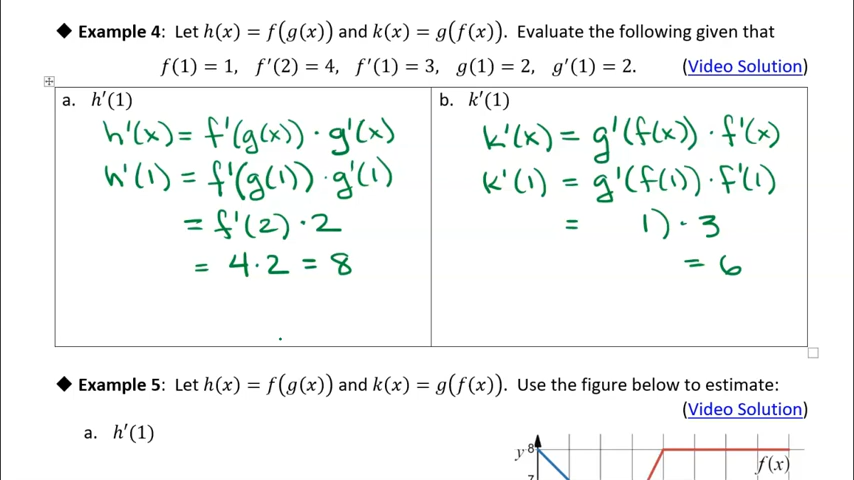 ◆ Example 4: Let h(x) = f(g(x)) and k(x) = g(f(x)). Evaluate the following given that
f(1) = 1, f′(2) = 4, f′(1) = 3, g(1) = 2, g′(1) = 2. (Video Solution)
a. h′(1)
h'(x) = f'(g(x)) · g'(x)
h'(1) = f'(g(1)) · g'(1)
= f'(2) · 2
= 4 · 2 = 8
b. k′(1)
k'(x) = g'(f(x)) · f'(x)
k'(1) = g'(f(1)) · f'(1)
= 1) · 3
= 6
◆ Example 5: Let h(x) = f(g(x)) and k(x) = g(f(x)). Use the figure below to estimate:
(Video Solution)
a. h′(1)
y 8
f(x)
7